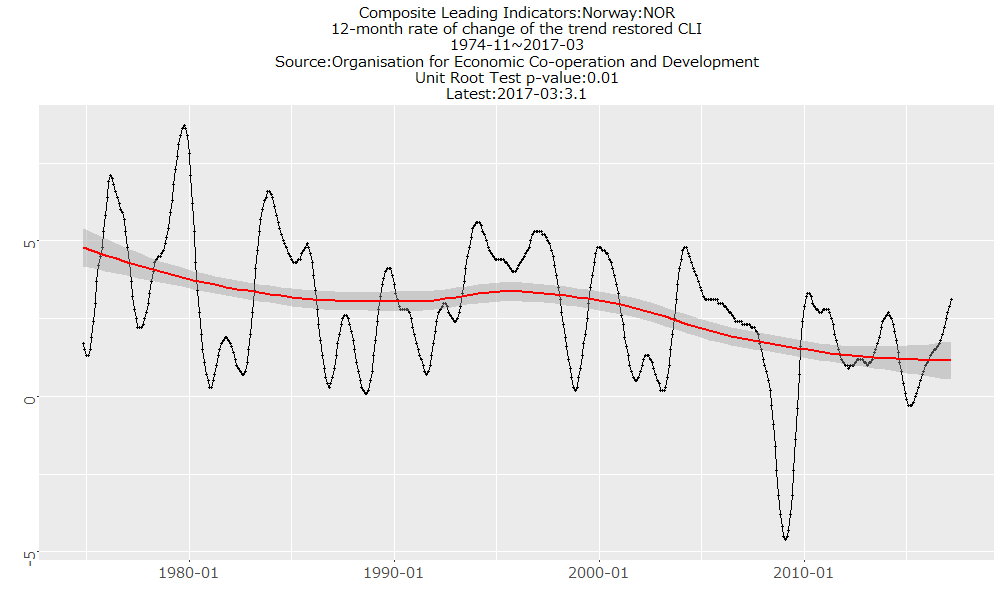 Composite Leading Indicators:Norway:NOR
12-month rate of change of the trend restored CLI
1974-11~2017-03
Source:Organisation for Economic Co-operation and Development
Unit Root Test p-value:0.01
Latest:2017-03:3.1
5
0
-5
1980-01
1990-01
2000-01
2010-01